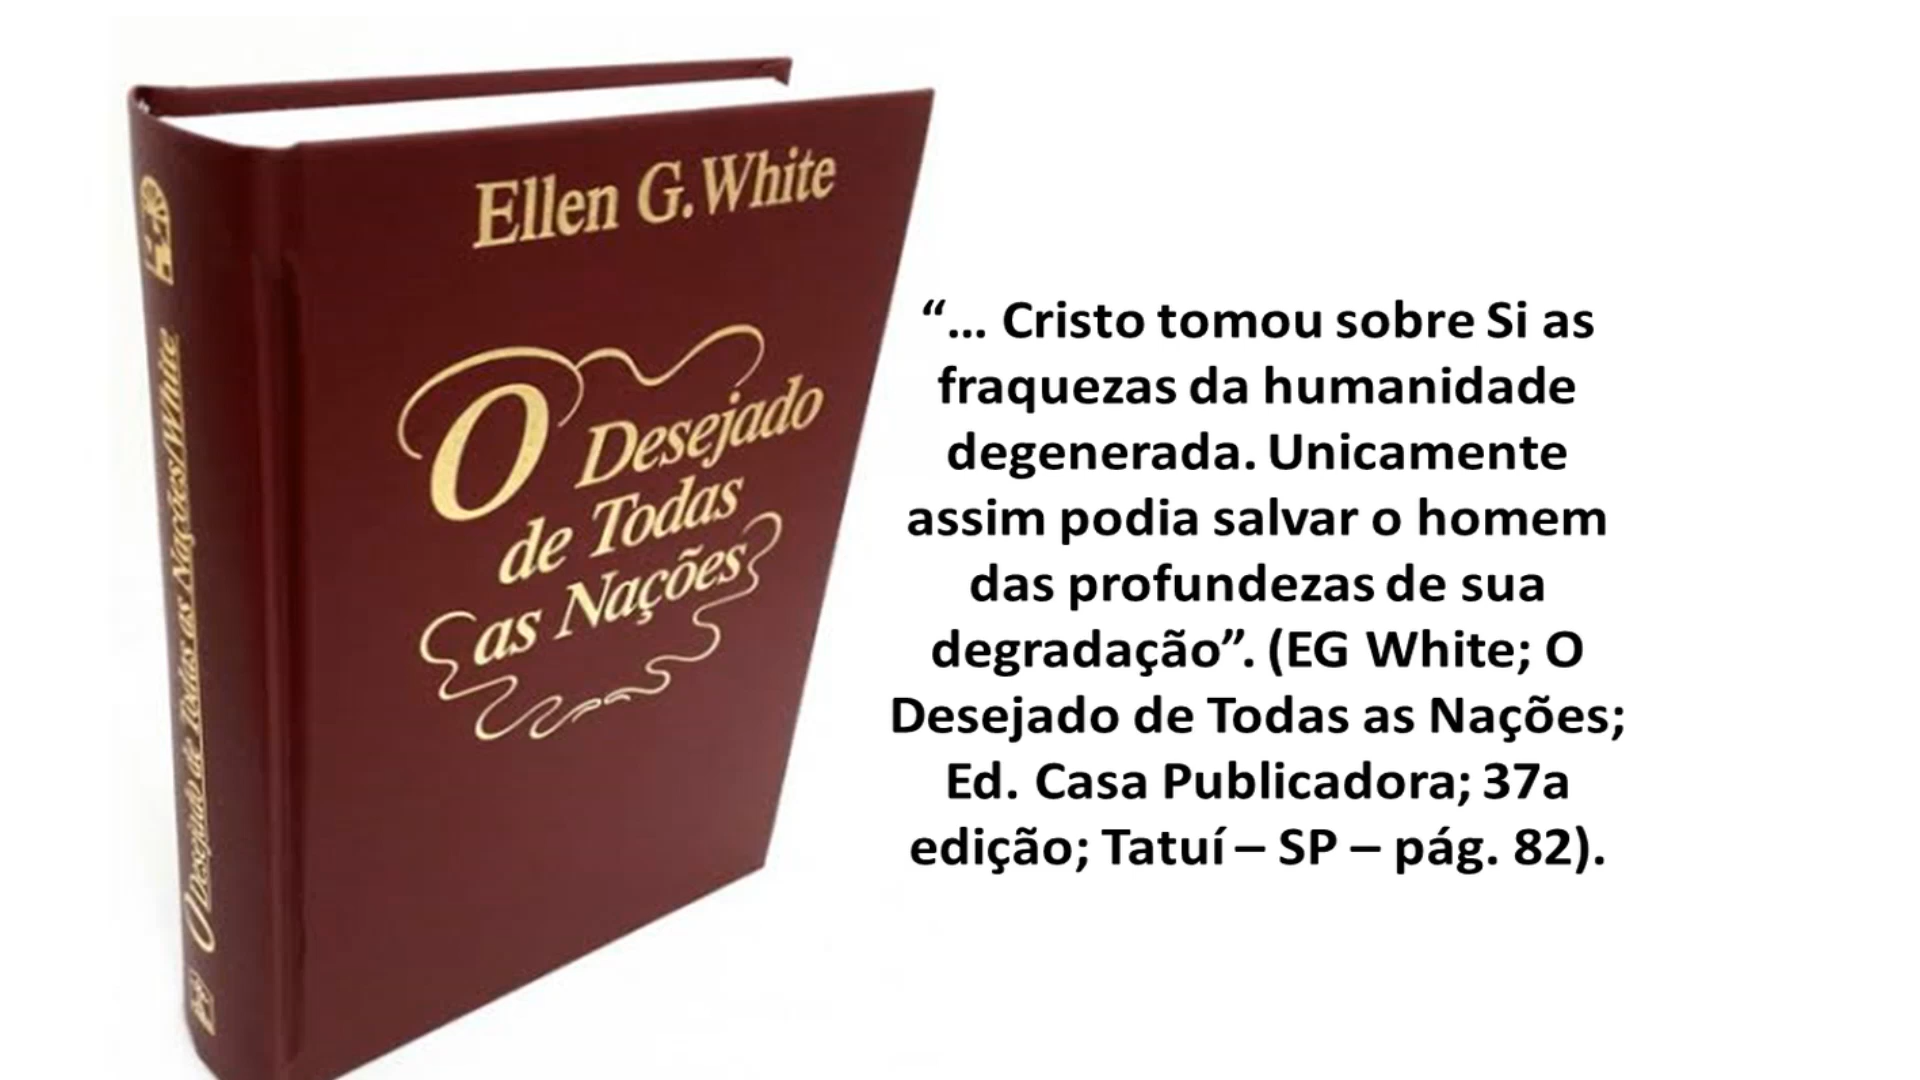 Ellen G. White
O Desejado
de Todas
as Nações
O Desejado de Todas as Nações/White
“... Cristo tomou sobre Si as
fraquezas da humanidade
degenerada. Unicamente
assim podia salvar o homem
das profundezas de sua
degradação”. (EG White; O
Desejado de Todas as Nações;
Ed. Casa Publicadora; 37a
edição; Tatuí – SP – pág. 82).